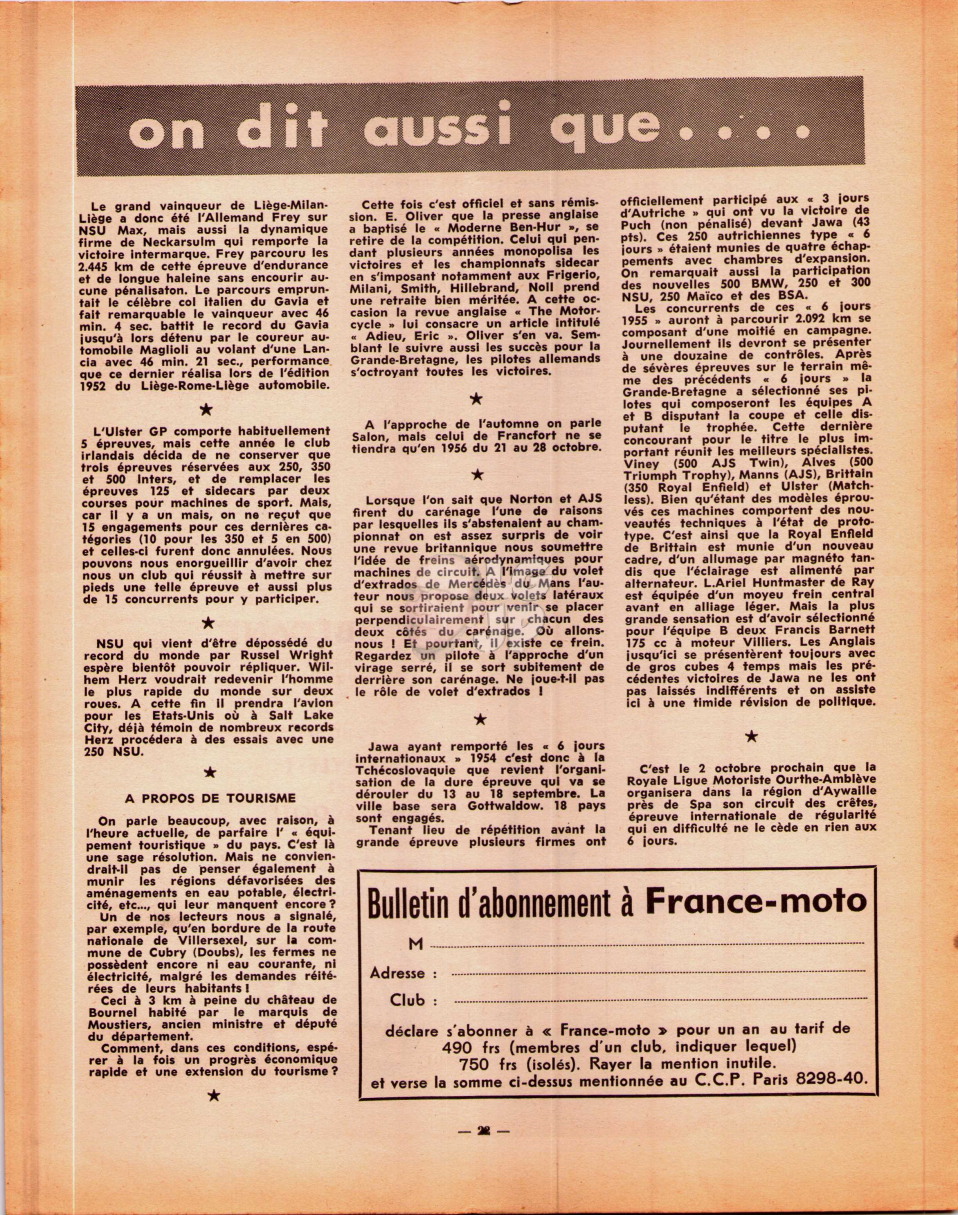 on dit aussi que....
Le grand vainqueur de Liège-Milan-
Liège a donc été l'Allemand Frey sur
NSU Max, mais aussi la dynamique
firme de Neckarsulm qui remporte la
victoire intermarque. Frey parcouru les
2.445 km de cette épreuve d'endurance
et de longue haleine sans encourir au-
cune pénalisaton. Le parcours emprun-
tait le célèbre col italien du Gavia et
fait remarquable le vainqueur avec 46
min. 4 sec. battit le record du Gavia
jusqu'à lors détenu par le coureur au-
tomobile Maglioli au volant d'une Lan-
cia avec 46 min. 21 sec., performance
que ce dernier réalisa lors de l'édition
1952 du Liège-Rome-Liège automobile.
★
L'Ulster GP comporte habituellement
5 épreuves, mais cette année le club
irlandais décida de ne conserver que
trois épreuves réservées aux 250, 350
et 500 Inters, et de remplacer les
épreuves 125 et sidecars par deux
courses pour machines de sport. Mais,
car il y a un mais, on ne reçut que
15 engagements pour ces dernières ca-
tégories (10 pour les 350 et 5 en 500)
et celles-ci furent donc annulées. Nous
pouvons nous enorgueillir d'avoir chez
nous un club qui réussit à mettre sur
pieds une telle épreuve et aussi plus
de 15 concurrents pour y participer.
★
NSU qui vient d'être dépossédé du
record du monde par Russel Wright
espère bientôt pouvoir répliquer. Wil-
hem Herz voudrait redevenir l'homme
le plus rapide du monde sur deux
roues. A cette fin il prendra l'avion
pour les Etats-Unis où à Salt Lake
City, déjà témoin de nombreux records
Herz procédera à des essais avec une
250 NSU.
★
A PROPOS DE TOURISME
On parle beaucoup, avec raison, à
l'heure actuelle, de parfaire l' « équi-
pement touristique » du pays. C'est là
une sage résolution. Mais ne convien-
drait-il pas de penser également à
munir les régions défavorisées des
aménagements en eau potable, électri-
cité, etc..., qui leur manquent encore ?
Un de nos lecteurs nous a signalé,
par exemple, qu'en bordure de la route
nationale de Villersexel, sur la com-
mune de Cubry (Doubs), les fermes ne
possèdent encore ni eau courante, ni
électricité, malgré les demandes réité-
rées de leurs habitants !
Ceci à 3 km à peine du château de
Bournel habité par le marquis de
Moustiers, ancien ministre et député
du département.
Comment, dans ces conditions, espé-
rer à la fois un progrès économique
rapide et une extension du tourisme ?
★
Cette fois c'est officiel et sans rémis-
sion. E. Oliver que la presse anglaise
a baptisé le « Moderne Ben-Hur », se
retire de la compétition. Celui qui pen-
dant plusieurs années monopolisa les
victoires et les championnats sidecar
en s'imposant notamment aux Frigerio,
Milani, Smith, Hillebrand, Noll prend
une retraite bien méritée. A cette oc-
casion la revue anglaise « The Motor-
cycle » lui consacre un article intitulé
« Adieu, Eric ». Oliver s'en va. Sem-
blant le suivre aussi les succès pour la
Grande-Bretagne, les pilotes allemands
s'octroyant toutes les victoires.
★
A l'approche de l'automne on parle
Salon, mais celui de Francfort ne se
tiendra qu'en 1956 du 21 au 28 octobre.
★
Lorsque l'on sait que Norton et AJS
firent du carénage l'une de raisons
par lesquelles ils s'abstenaient au cham-
pionnat on est assez surpris de voir
une revue britannique nous soumettre
l'idée de freins aérodynamiques pour
machines de circuit. A l'image du volet
d'extrados de Mercédès du Mans l'au-
teur nous propose deux volets latéraux
qui se sortiraient pour venir se placer
perpendiculairement sur chacun des
deux côtés du carénage. Où allons-
nous ! Et pourtant, il existe ce frein.
Regardez un pilote à l'approche d'un
virage serré, il se sort subitement de
derrière son carénage. Ne joue-t-il pas
le rôle de volet d'extrados !
★
Jawa ayant remporté les « 6 jours
internationaux » 1954 c'est donc à la
Tchécoslovaquie que revient l'organi-
sation de la dure épreuve qui va se
dérouler du 13 au 18 septembre. La
ville base sera Gottwaldow. 18 pays
sont engagés.
Tenant lieu de répétition avant la
grande épreuve plusieurs firmes ont
officiellement participé aux « 3 jours
d'Autriche » qui ont vu la victoire de
Puch (non pénalisé) devant Jawa (43
pts). Ces 250 autrichiennes type « 6
jours » étaient munies de quatre échap-
pements avec chambres d'expansion.
On remarquait aussi la participation
des nouvelles 500 BMW, 250 et 300
NSU, 250 Maïco et des BSA.
Les concurrents de ces « 6 jours
1955 » auront à parcourir 2.092 km se
composant d'une moitié en campagne.
Journellement ils devront se présenter
à une douzaine de contrôles. Après
de sévères épreuves sur le terrain mê-
me des précédents « 6 jours » la
Grande-Bretagne a sélectionné ses pi-
lotes qui composeront les équipes A
et B disputant la coupe et celle dis-
putant le trophée. Cette dernière
concourant pour le titre le plus im-
portant réunit les meilleurs spécialistes.
Viney (500 AJS Twin), Alves (500
Triumph Trophy), Manns (AJS), Brittain
(350 Royal Enfield) et Ulster (Match-
less). Bien qu'étant des modèles éprou-
vés ces machines comportent des nou-
veautés techniques à l'état de proto-
type. C'est ainsi que la Royal Enfield
de Brittain est munie d'un nouveau
cadre, d'un allumage par magnéto tan-
dis que l'éclairage est alimenté par
alternateur. L.Ariel Huntmaster de Ray
est équipée d'un moyeu frein central
avant en alliage léger. Mais la plus
grande sensation est d'avoir sélectionné
pour l'équipe B deux Francis Barnett
175 cc à moteur Villiers. Les Anglais
jusqu'ici se présentèrent toujours avec
de gros cubes 4 temps mais les pré-
cédentes victoires de Jawa ne les ont
pas laissés indifférents et on assiste
ici à une timide révision de politique.
★
C'est le 2 octobre prochain que la
Royale Ligue Motoriste Ourthe-Amblève
organisera dans la région d'Aywaille
près de Spa son circuit des crêtes,
épreuve internationale de régularité
qui en difficulté ne le cède en rien aux
6 jours.
Bulletin d'abonnement à France-moto
M
Adresse :
Club :
déclare s'abonner à « France-moto » pour un an au tarif de
490 frs (membres d'un club, indiquer lequel)
750 frs (isolés). Rayer la mention inutile.
et verse la somme ci-dessus mentionnée au C.C.P. Paris 8298-40.